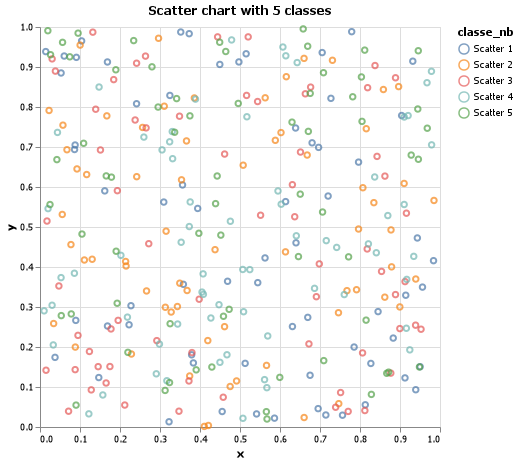 Scatter chart with 5 classes
classe_nb
Scatter 1
Scatter 2
Scatter 3
Scatter 4
Scatter 5
1.0
0.9
0.8
0.7
0.6
0.5
0.4
0.3
0.2
0.1
0.0
y
0.0 0.1 0.2 0.3 0.4 0.5 0.6 0.7 0.8 0.9 1.0
x